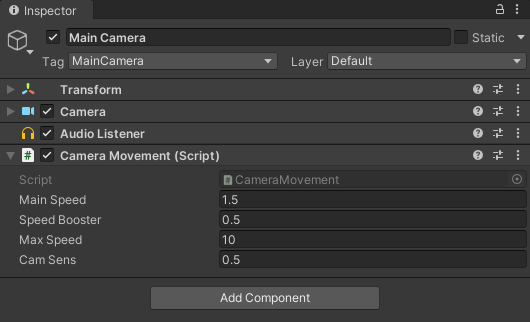 Inspector
Main Camera Static
Tag MainCamera Layer Default
Transform
Camera
Audio Listener
# Camera Movement (Script)
Script # CameraMovement
Main Speed 1.5
Speed Booster 0.5
Max Speed 10
Cam Sens 0.5
Add Component